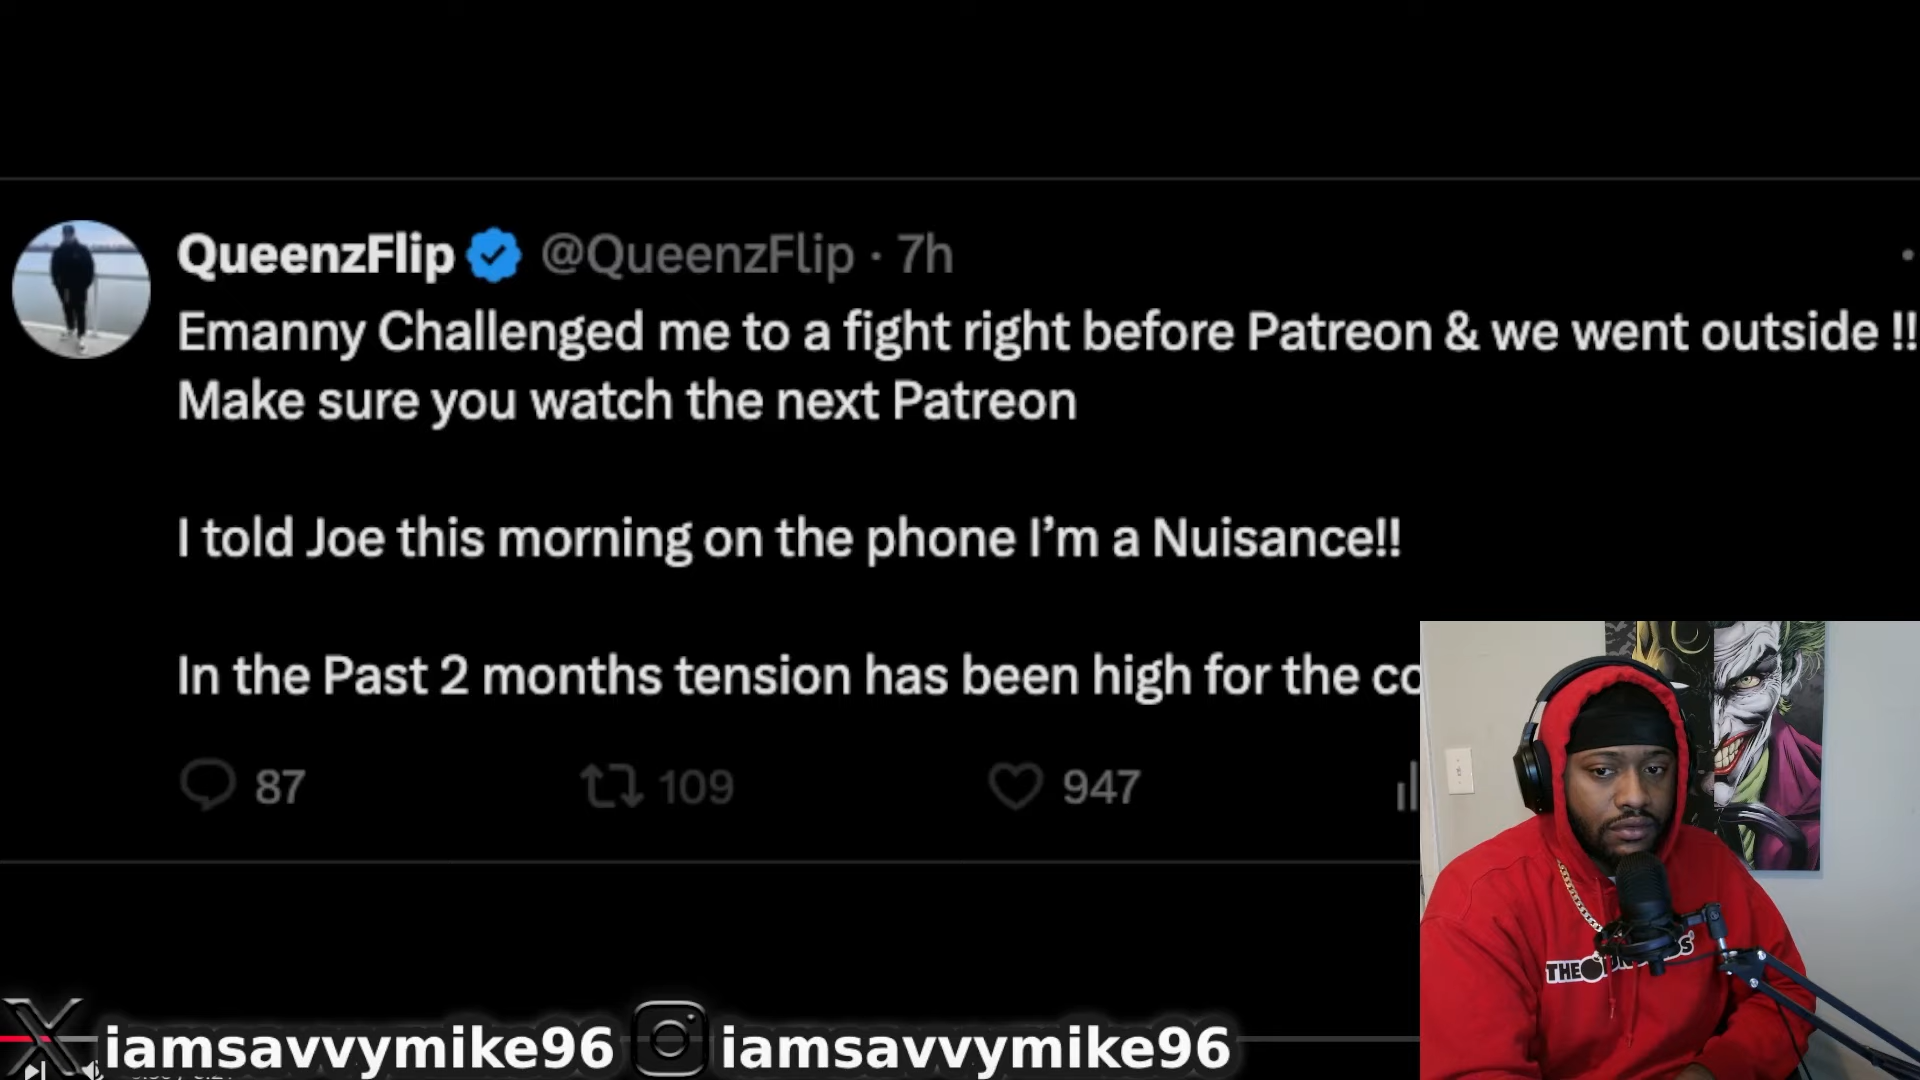 QueenzFlip @QueenzFlip · 7h
Emanny Challenged me to a fight right before Patreon & we went outside !!
Make sure you watch the next Patreon
I told Joe this morning on the phone I’m a Nuisance!!
In the Past 2 months tension has been high for the co
87 109 947
THE
iamsavvymike96 iamsavvymike96